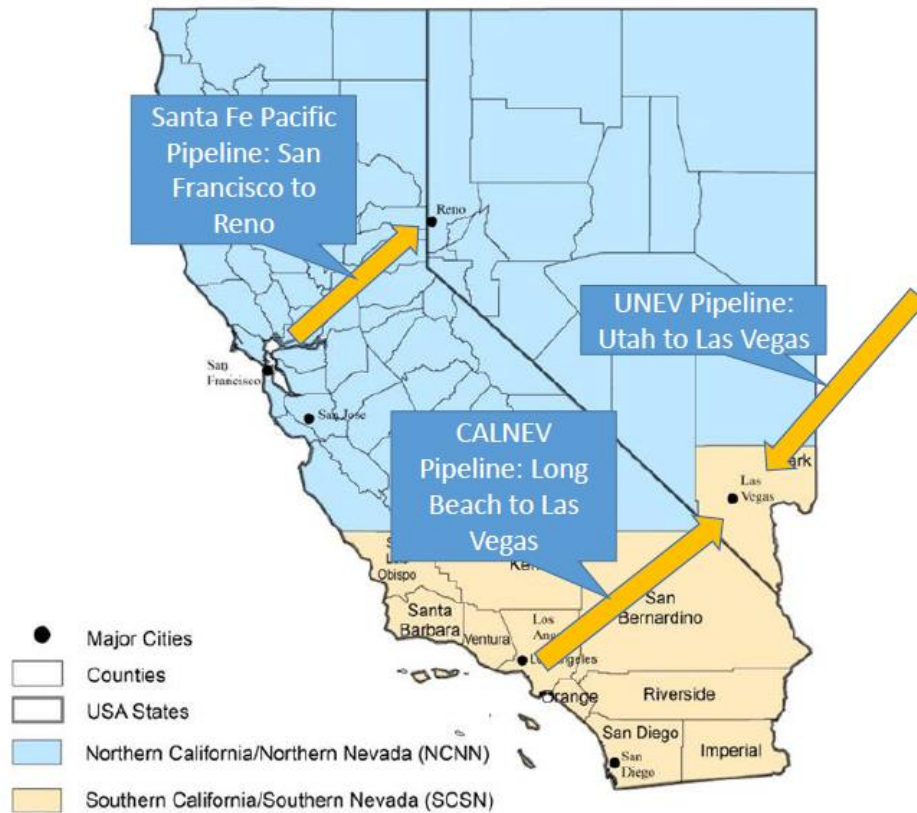 Santa Fe Pacific
Pipeline: San
Francisco to
Reno
Reno
UNEV Pipeline:
Utah to Las Vegas
San
Francisco
San Jose
CALNEV
Pipeline: Long
Beach to Las
Vegas
ark
Las
Vegas
Obispo
Santa
Barbara
Ventura
Los
San
Bernardino
Orange
Riverside
San Diego
San
Diego
Imperial
Major Cities
Counties
USA States
Northern California/Northern Nevada (NCNN)
Southern California/Southern Nevada (SCSN)